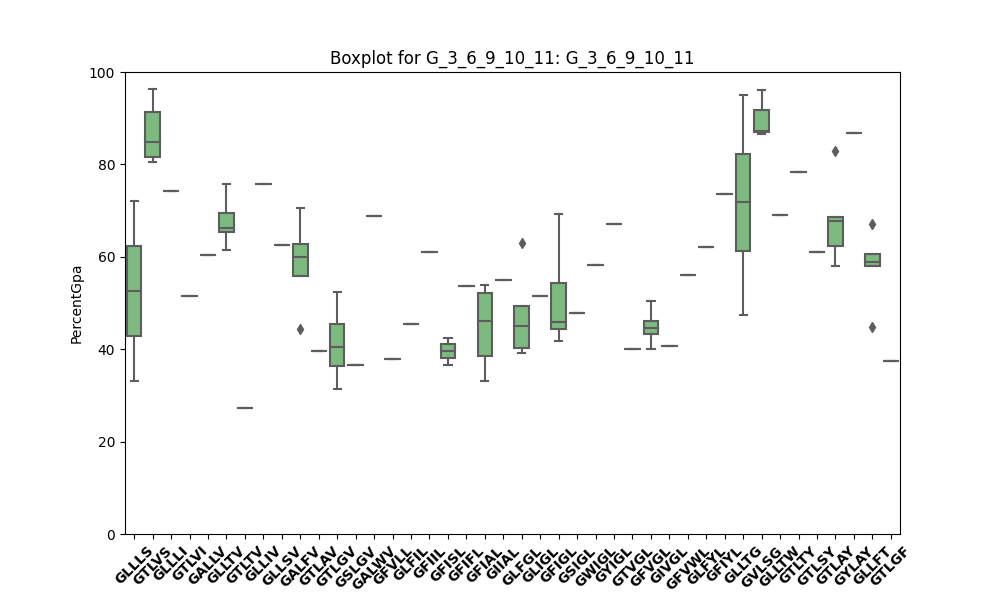 Boxplot for G_3_6_9_10_11: G_3_6_9_10_11
PercentGpa
100
80
60
40
20
0
GLLLS GTLVS GLLLI GTLVI GALLV GLLTV GTLTV GLLIV GLLSV GALFV GTLAV GTLGV GSLGV GALWV GFVLL GLFIL GFIIL GFISL GFIFL GFIAL GIIAL GLFGL GFIGL GSIGL GWIGL GYIGL GTVGL GFVGL GIVGL GFVWL GLFYL GFIYL GLLTG GVLSG GLLTW GTLTY GTLSY GTLAY GYLAY GLLFT GTLGF